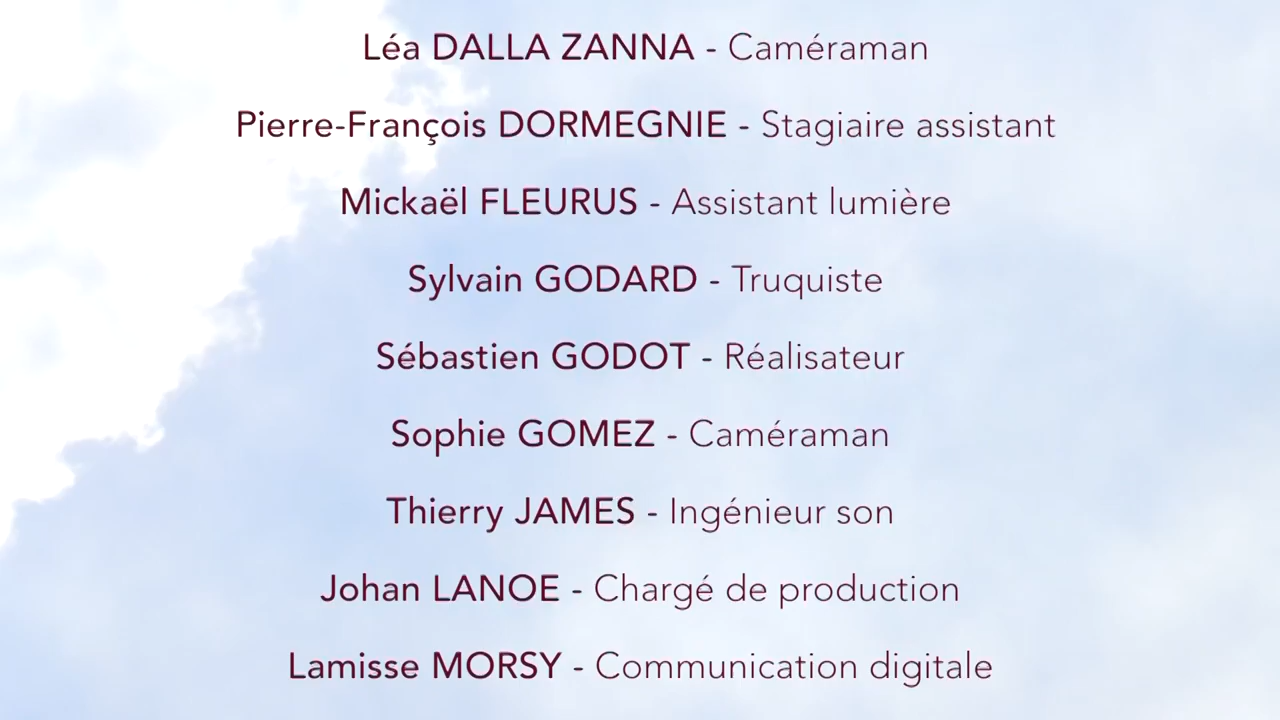 Léa DALLA ZANNA - Caméraman
Pierre-François DORMEGNIE - Stagiaire assistant
Mickaël FLEURUS - Assistant lumière
Sylvain GODARD - Truquiste
Sébastien GODOT - Réalisateur
Sophie GOMEZ - Caméraman
Thierry JAMES - Ingénieur son
Johan LANOE - Chargé de production
Lamisse MORSY - Communication digitale